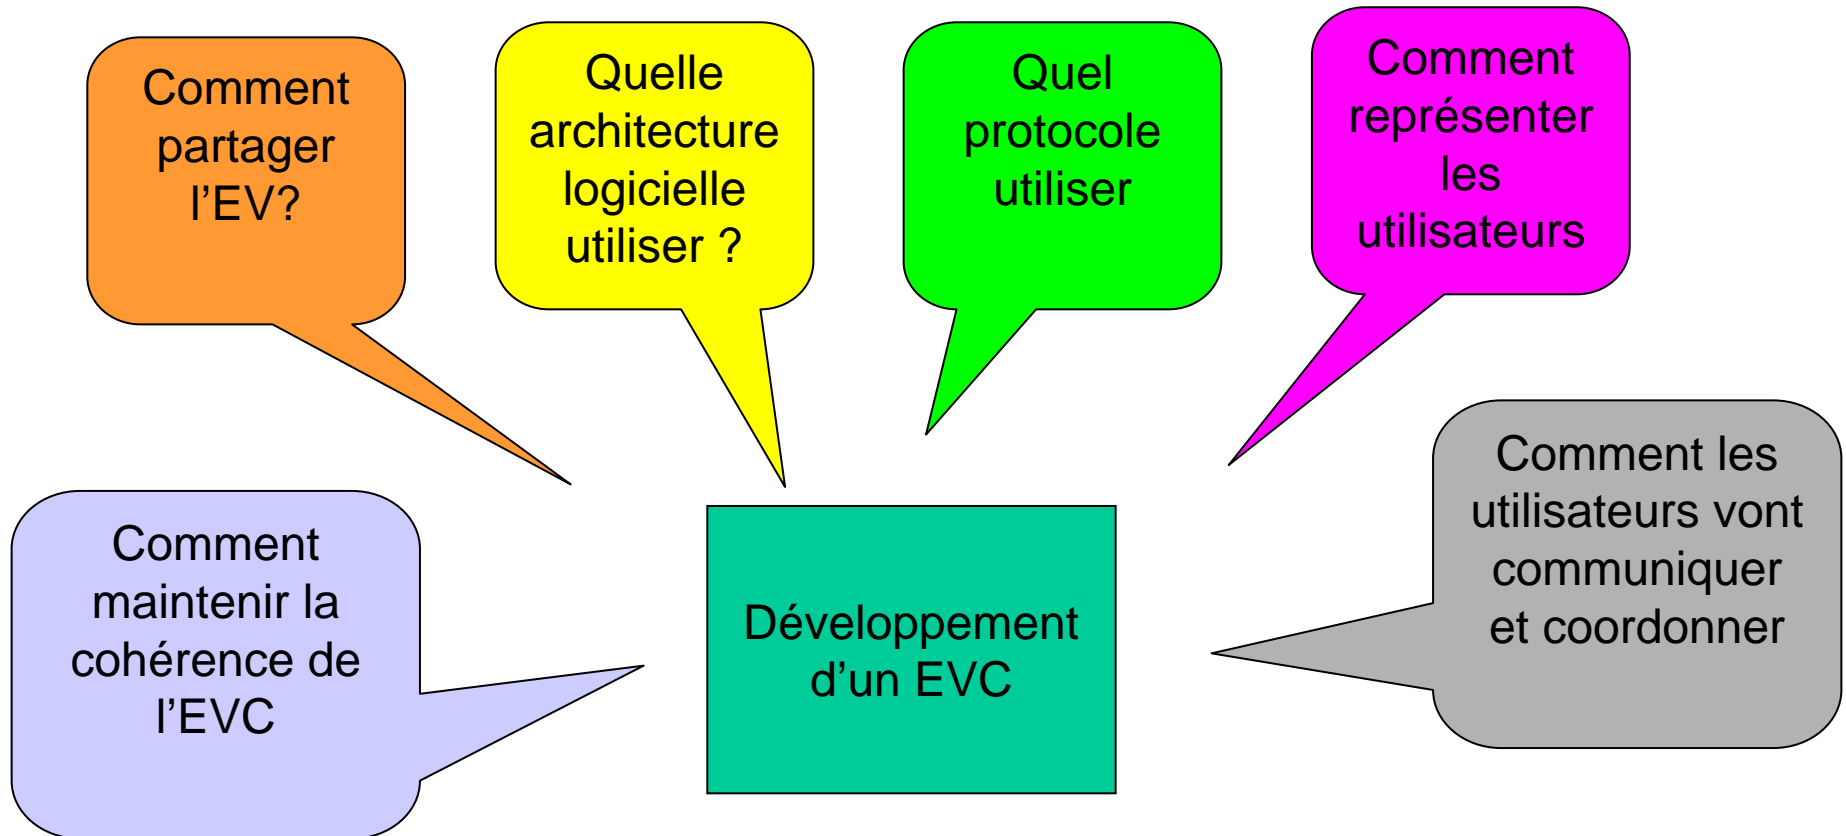 Comment
partager
l’EV?
Quelle
architecture
logicielle
utiliser ?
Quel
protocole
utiliser
Comment
représenter
les
utilisateurs
Comment les
utilisateurs vont
communiquer
et coordonner
Comment
maintenir la
cohérence de
l’EVC
Développement
d’un EVC